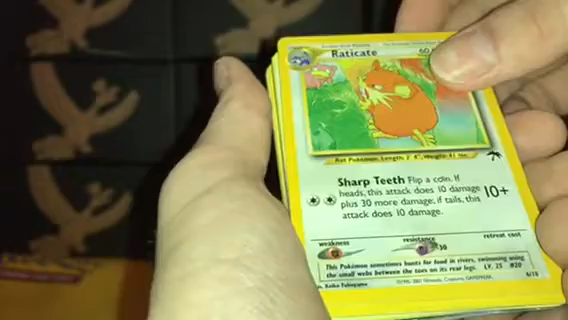 Raticate 60
Rat Pokémon. Length: 2' 4", Weight: 41 lbs.
Sharp Teeth Flip a coin. If
heads, this attack does 10 damage
plus 30 more damage; if tails, this
attack does 10 damage.
10+
weakness resistance retreat cost
30
This Pokémon sometimes hunts for food in rivers, swimming using
the small webs between the toes on its rear legs. LV. 25 #20